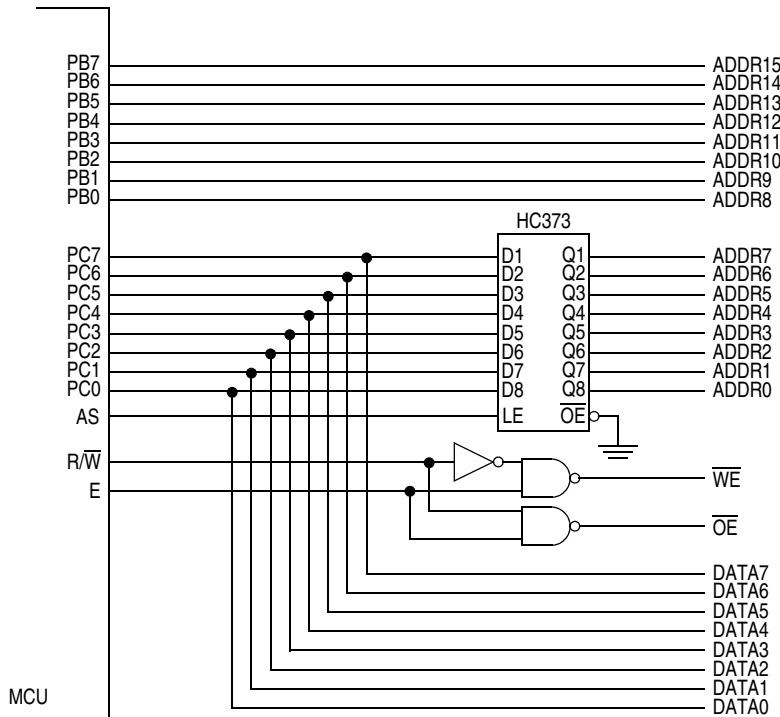 PB7 ADDR15
PB6 ADDR14
PB5 ADDR13
PB4 ADDR12
PB3 ADDR11
PB2 ADDR10
PB1 ADDR9
PB0 ADDR8
HC373
PC7 D1 Q1 ADDR7
PC6 D2 Q2 ADDR6
PC5 D3 Q3 ADDR5
PC4 D4 Q4 ADDR4
PC3 D5 Q5 ADDR3
PC2 D6 Q6 ADDR2
PC1 D7 Q7 ADDR1
PC0 D8 Q8 ADDR0
AS LE O̅E̅
R/W̅ W̅E̅
E
O̅E̅
DATA7
DATA6
DATA5
DATA4
DATA3
DATA2
DATA1
DATA0
MCU